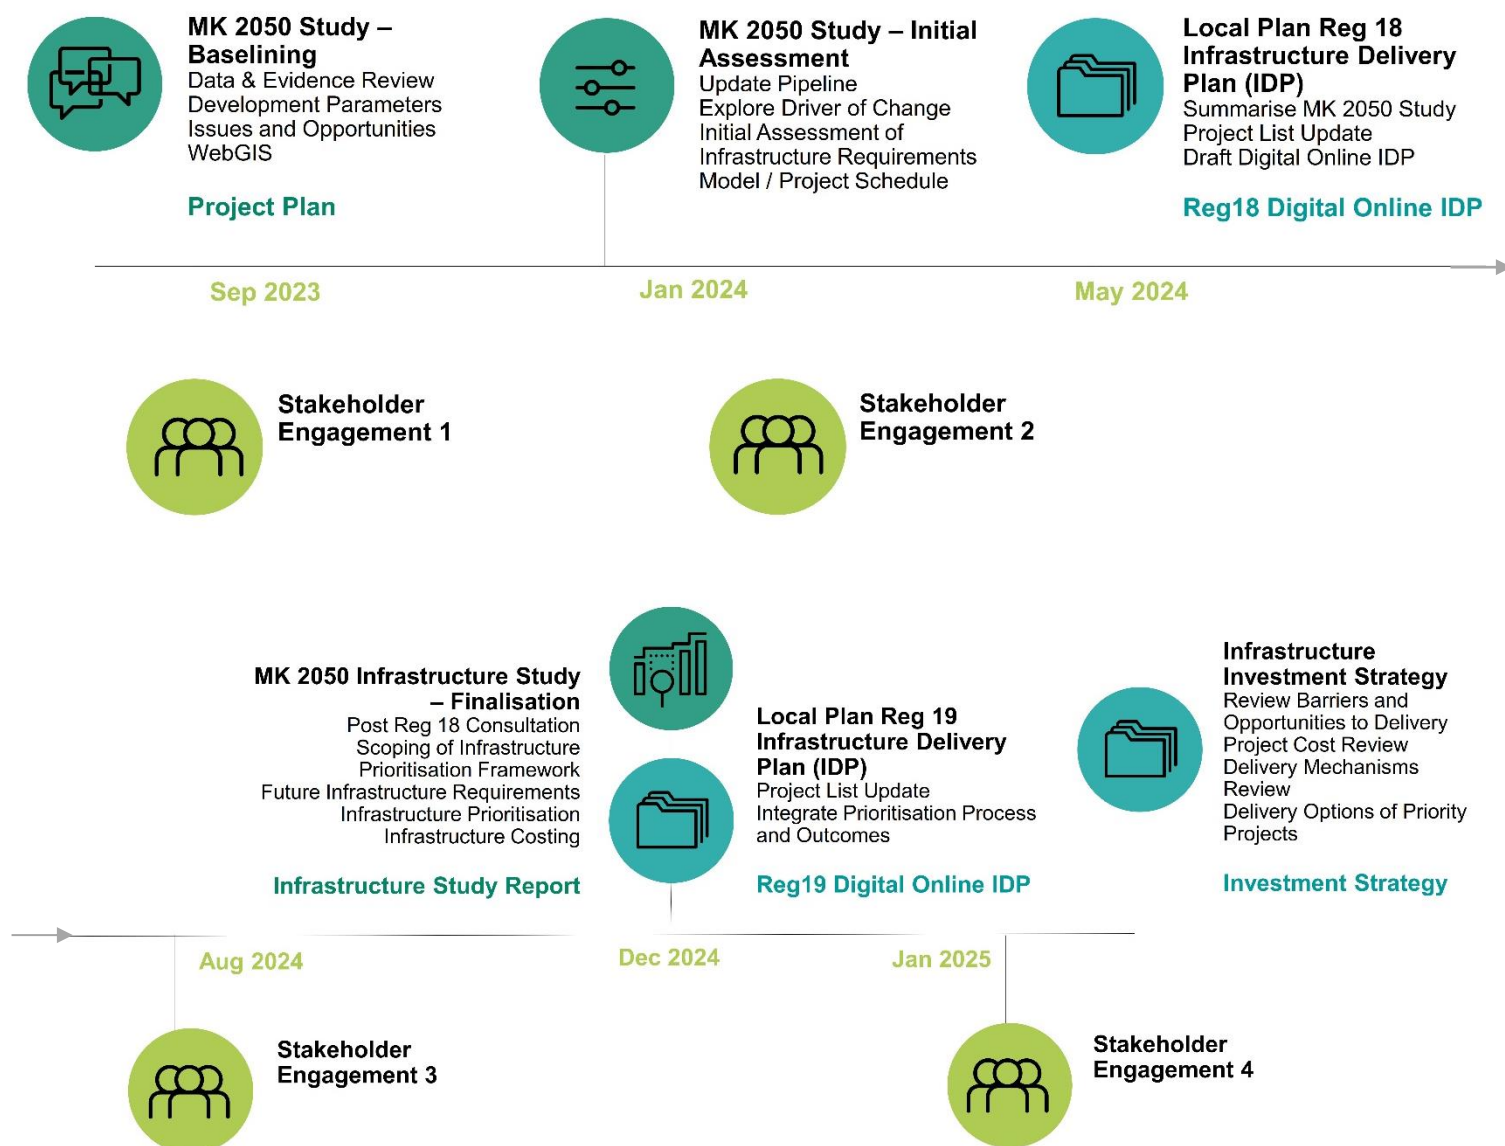 MK 2050 Study –
Baselining
Data & Evidence Review
Development Parameters
Issues and Opportunities
WebGIS
Project Plan
MK 2050 Study – Initial
Assessment
Update Pipeline
Explore Driver of Change
Initial Assessment of
Infrastructure Requirements
Model / Project Schedule
Local Plan Reg 18
Infrastructure Delivery
Plan (IDP)
Summarise MK 2050 Study
Project List Update
Draft Digital Online IDP
Reg18 Digital Online IDP
Sep 2023
Jan 2024
May 2024
Stakeholder
Engagement 1
Stakeholder
Engagement 2
MK 2050 Infrastructure Study
– Finalisation
Post Reg 18 Consultation
Scoping of Infrastructure
Prioritisation Framework
Future Infrastructure Requirements
Infrastructure Prioritisation
Infrastructure Costing
Infrastructure Study Report
Local Plan Reg 19
Infrastructure Delivery
Plan (IDP)
Project List Update
Integrate Prioritisation Process
and Outcomes
Reg19 Digital Online IDP
Infrastructure
Investment Strategy
Review Barriers and
Opportunities to Delivery
Project Cost Review
Delivery Mechanisms
Review
Delivery Options of Priority
Projects
Investment Strategy
Aug 2024
Dec 2024
Jan 2025
Stakeholder
Engagement 3
Stakeholder
Engagement 4